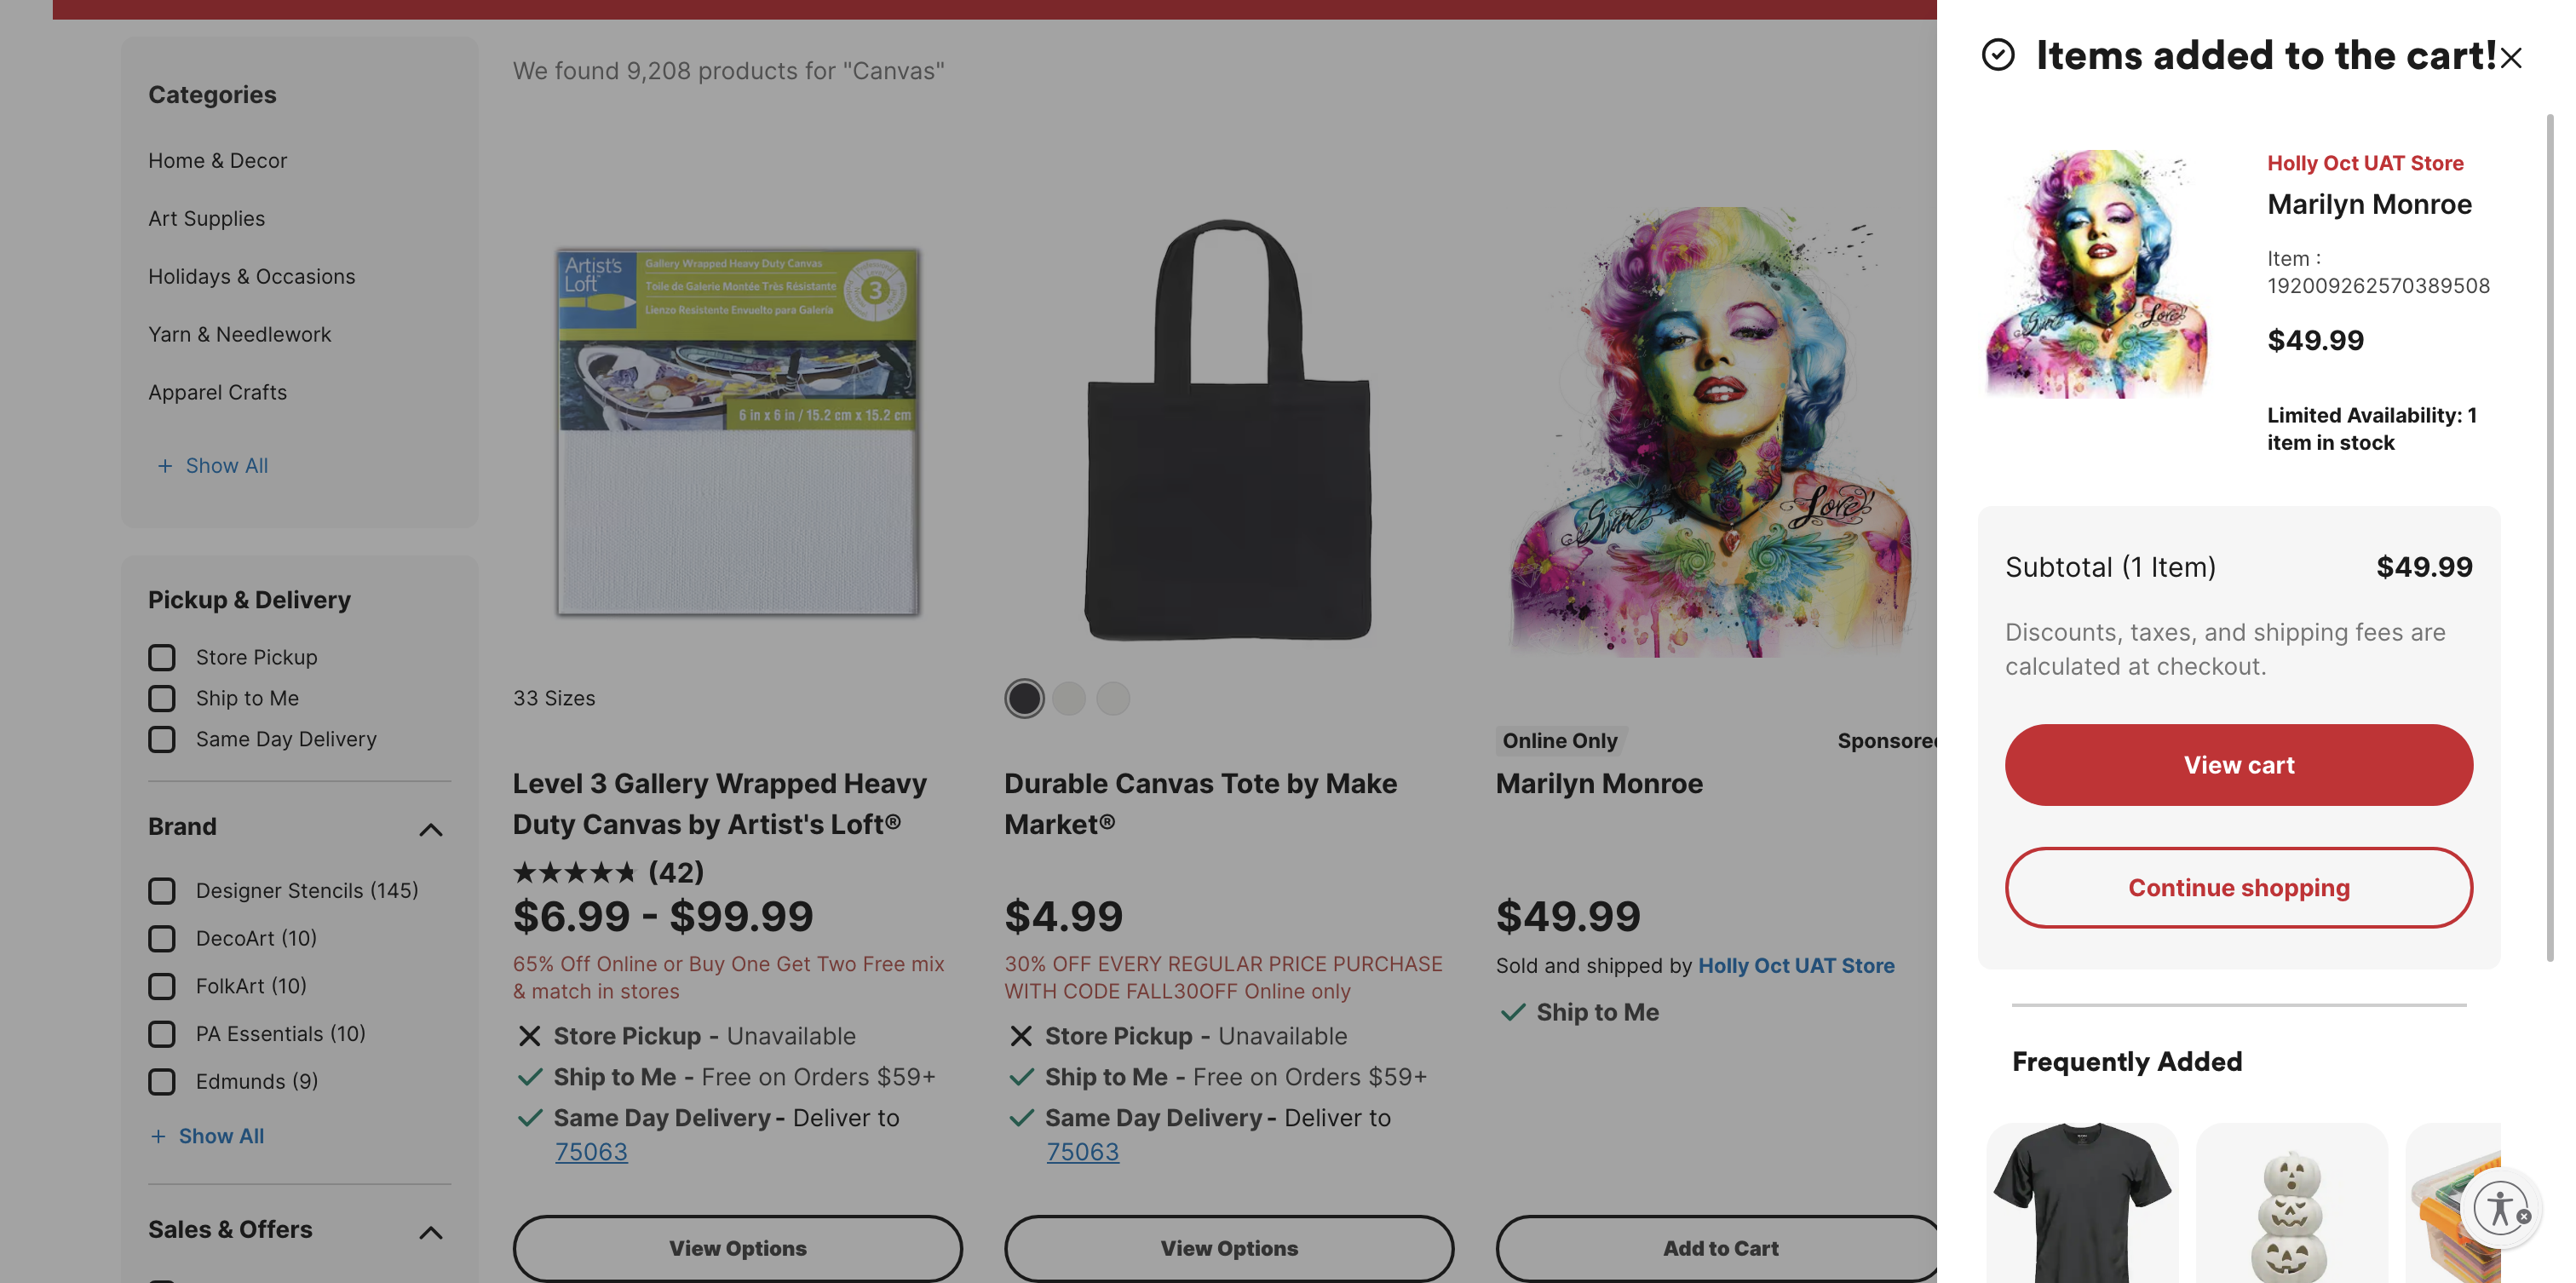 We found 9,208 products for "Canvas"
Categories
Home & Decor
Art Supplies
Holidays & Occasions
Yarn & Needlework
Apparel Crafts
+ Show All
Pickup & Delivery
Store Pickup
Ship to Me
Same Day Delivery
Brand
Designer Stencils (145)
DecoArt (10)
FolkArt (10)
PA Essentials (10)
Edmunds (9)
+ Show All
Sales & Offers
Artist's
Loft
Gallery Wrapped Heavy Duty Canvas
Toile de Galerie Montée Très Résistante
Lienzo Resistente Envuelto para Galería
3
6 in x 6 in / 15.2 cm x 15.2 cm
33 Sizes
Level 3 Gallery Wrapped Heavy
Duty Canvas by Artist's Loft®
(42)
$6.99 - $99.99
65% Off Online or Buy One Get Two Free mix
& match in stores
Store Pickup - Unavailable
Ship to Me - Free on Orders $59+
Same Day Delivery - Deliver to
75063
View Options
Durable Canvas Tote by Make
Market®
$4.99
30% OFF EVERY REGULAR PRICE PURCHASE
WITH CODE FALL30OFF Online only
Store Pickup - Unavailable
Ship to Me - Free on Orders $59+
Same Day Delivery - Deliver to
75063
View Options
Sweet
Love
Online Only
Sponsored
Marilyn Monroe
$49.99
Sold and shipped by Holly Oct UAT Store
Ship to Me
Add to Cart
Items added to the cart!
Holly Oct UAT Store
Marilyn Monroe
Item :
192009262570389508
$49.99
Limited Availability: 1
item in stock
Sweet
Love
Subtotal (1 Item) $49.99
Discounts, taxes, and shipping fees are
calculated at checkout.
View cart
Continue shopping
Frequently Added